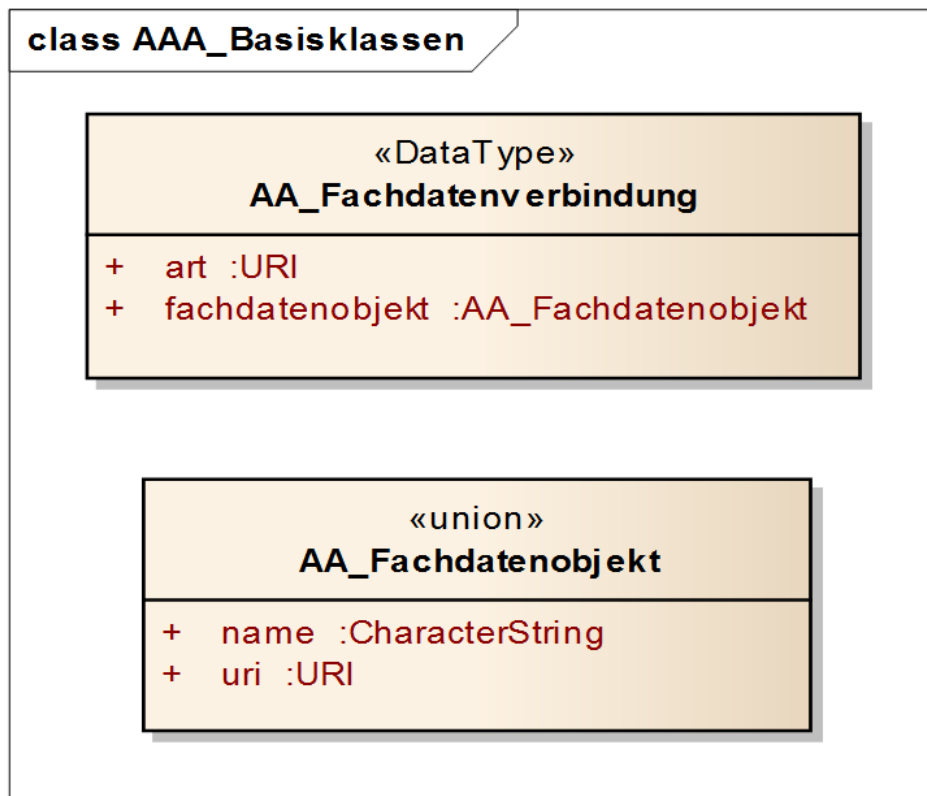 class AAA_Basisklassen
«DataType»
AA_Fachdatenverbindung
+ art :URI
+ fachdatenobjekt :AA_Fachdatenobjekt
«union»
AA_Fachdatenobjekt
+ name :CharacterString
+ uri :URI